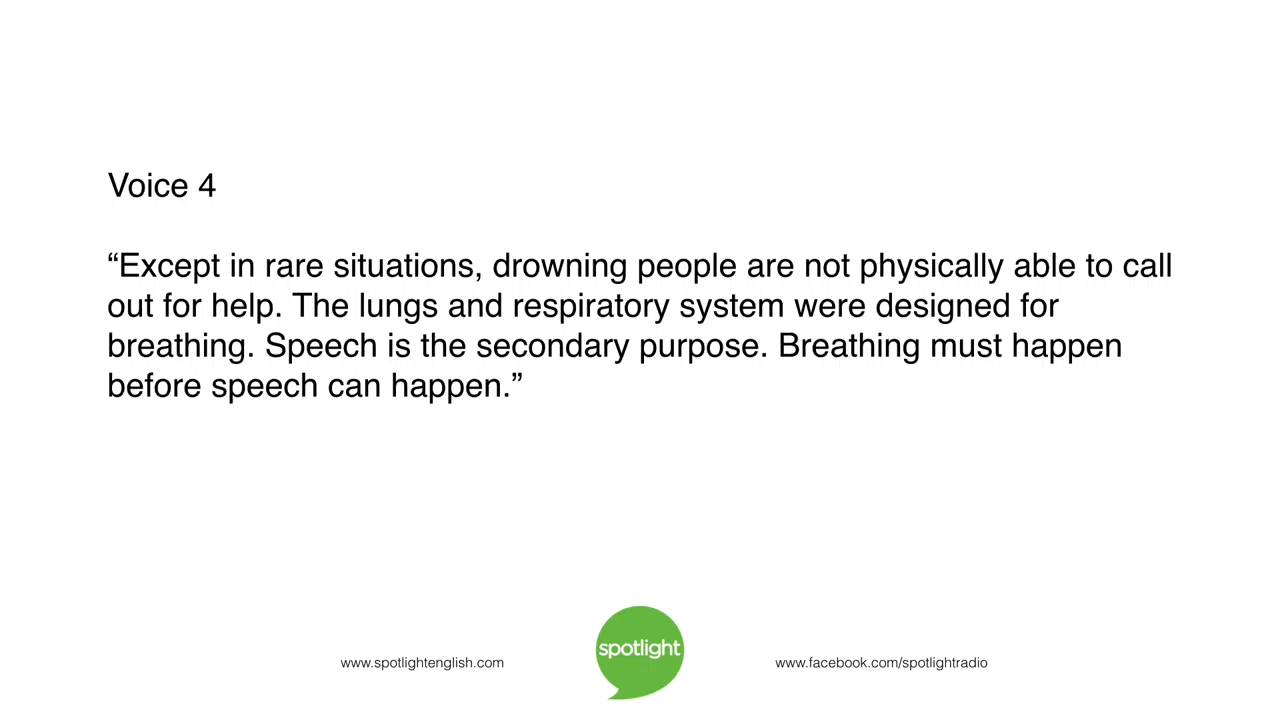 Voice 4
“Except in rare situations, drowning people are not physically able to call
out for help. The lungs and respiratory system were designed for
breathing. Speech is the secondary purpose. Breathing must happen
before speech can happen.”
www.spotlightenglish.com
spotlight
www.facebook.com/spotlightradio